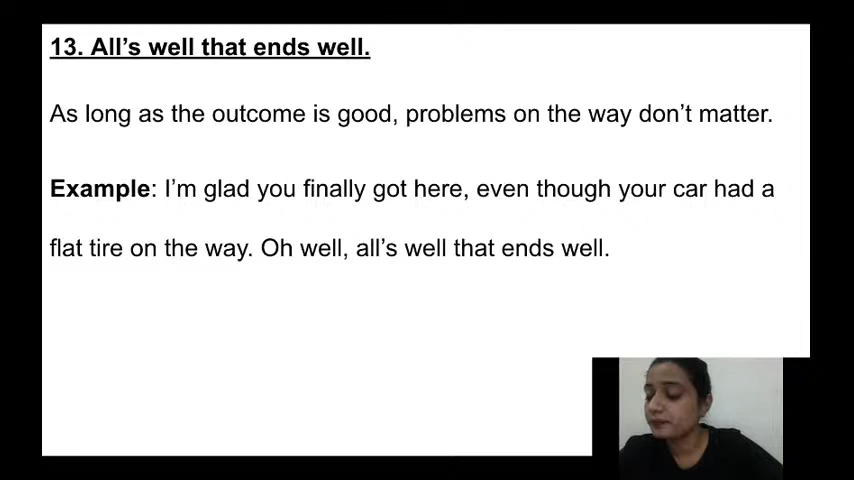 13. All’s well that ends well.
As long as the outcome is good, problems on the way don’t matter.
Example: I’m glad you finally got here, even though your car had a
flat tire on the way. Oh well, all’s well that ends well.